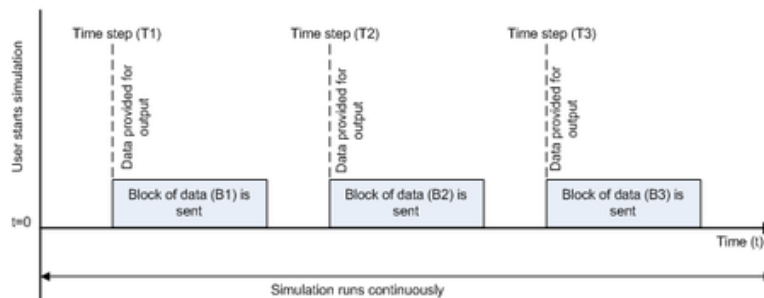 User starts simulation
Time step (T1)
Time step (T2)
Time step (T3)
Data provided for
output
Data provided for
output
Data provided for
output
Block of data (B1) is
sent
Block of data (B2) is
sent
Block of data (B3) is
sent
t=0
Time (t)
Simulation runs continuously